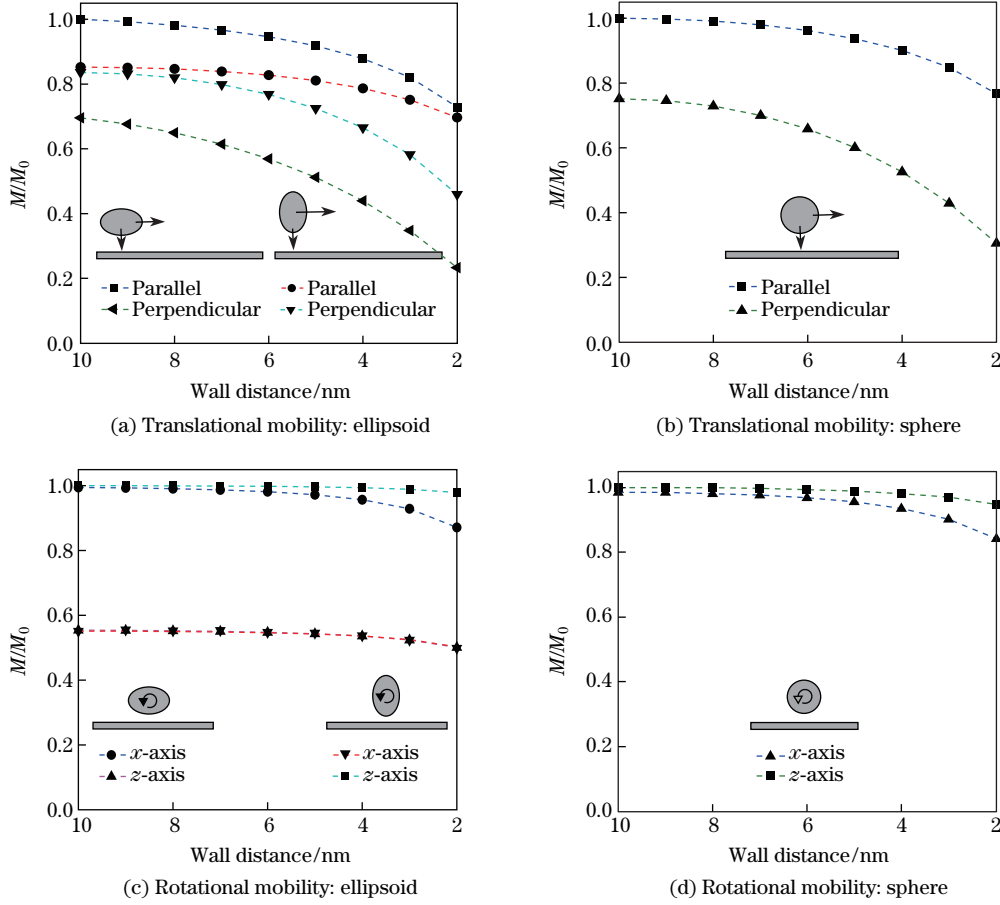 1.0
0.8
0.6
0.4
0.2
0
M/M₀
Parallel
Perpendicular
Parallel
Perpendicular
10 8 6 4 2
Wall distance/nm
(a) Translational mobility: ellipsoid
1.0
0.8
0.6
0.4
0.2
0
M/M₀
Parallel
Perpendicular
10 8 6 4 2
Wall distance/nm
(b) Translational mobility: sphere
1.0
0.8
0.6
0.4
0.2
0.0
M/M₀
x-axis
z-axis
x-axis
z-axis
10 8 6 4 2
Wall distance/nm
(c) Rotational mobility: ellipsoid
1.0
0.8
0.6
0.4
0.2
0.0
M/M₀
x-axis
z-axis
10 8 6 4 2
Wall distance/nm
(d) Rotational mobility: sphere